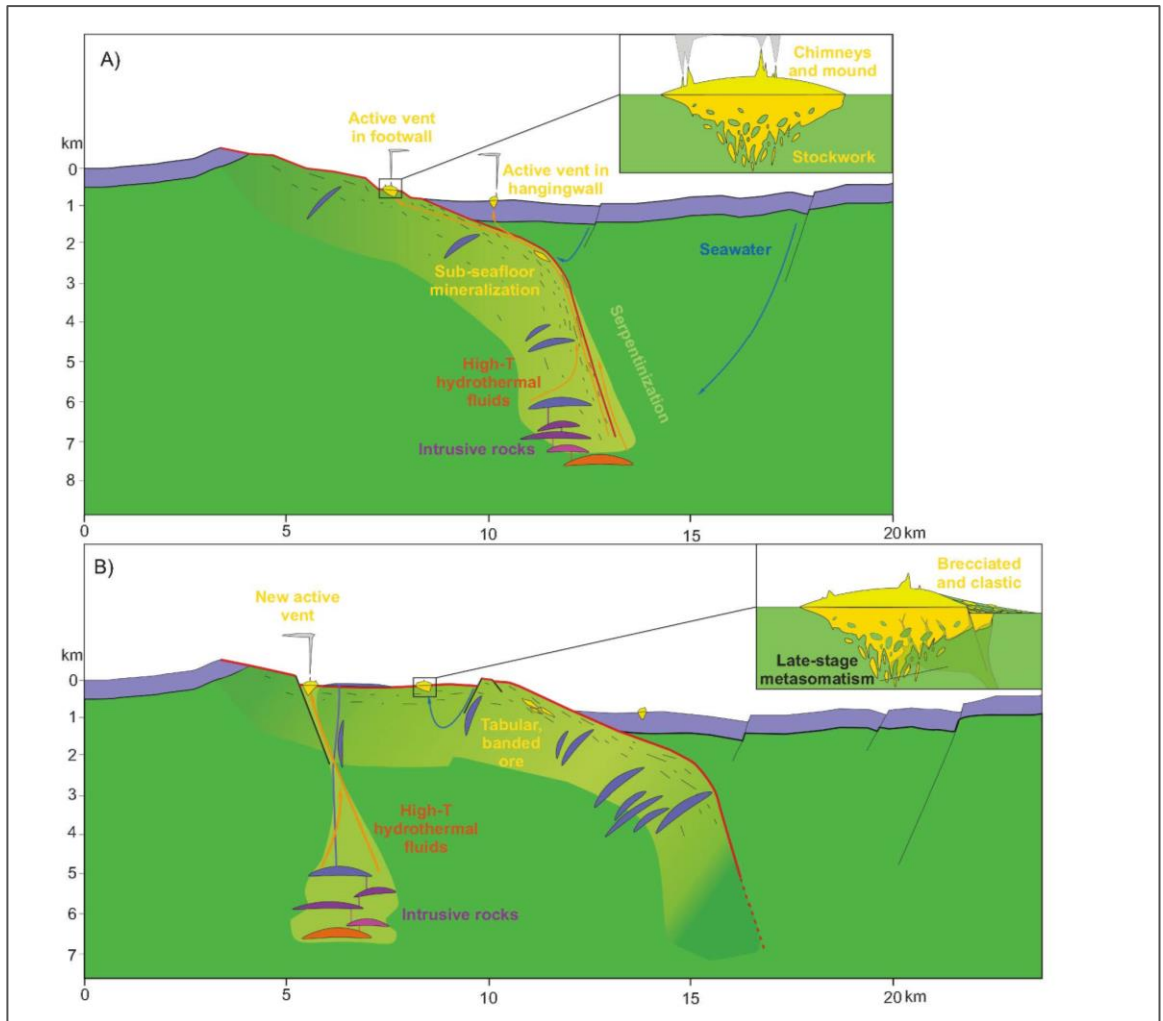 A)
Chimneys
and mound
Stockwork
Active vent
in footwall
Active vent in
hangingwall
km
0
1
2
3
4
5
6
7
8
Seawater
Sub-seafloor
mineralization
Serpentinization
High-T
hydrothermal
fluids
Intrusive rocks
0
5
10
15
20 km
B)
Brecciated
and clastic
Late-stage
metasomatism
New active
vent
km
0
1
2
3
4
5
6
7
Tabular,
banded
ore
High-T
hydrothermal
fluids
Intrusive rocks
0
5
10
15
20 km